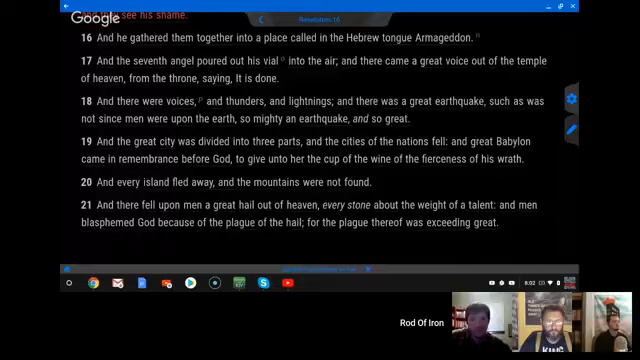 and they see his shame.
Google
Revelation 16
16 And he gathered them together into a place called in the Hebrew tongue Armageddon. n
17 And the seventh angel poured out his vial o into the air; and there came a great voice out of the temple
of heaven, from the throne, saying, It is done.
18 And there were voices, p and thunders, and lightnings; and there was a great earthquake, such as was
not since men were upon the earth, so mighty an earthquake, and so great.
19 And the great city was divided into three parts, and the cities of the nations fell: and great Babylon
came in remembrance before God, to give unto her the cup of the wine of the fierceness of his wrath.
20 And every island fled away, and the mountains were not found.
21 And there fell upon men a great hail out of heaven, every stone about the weight of a talent: and men
blasphemed God because of the plague of the hail; for the plague thereof was exceeding great.
8:02
Rod Of Iron
KING